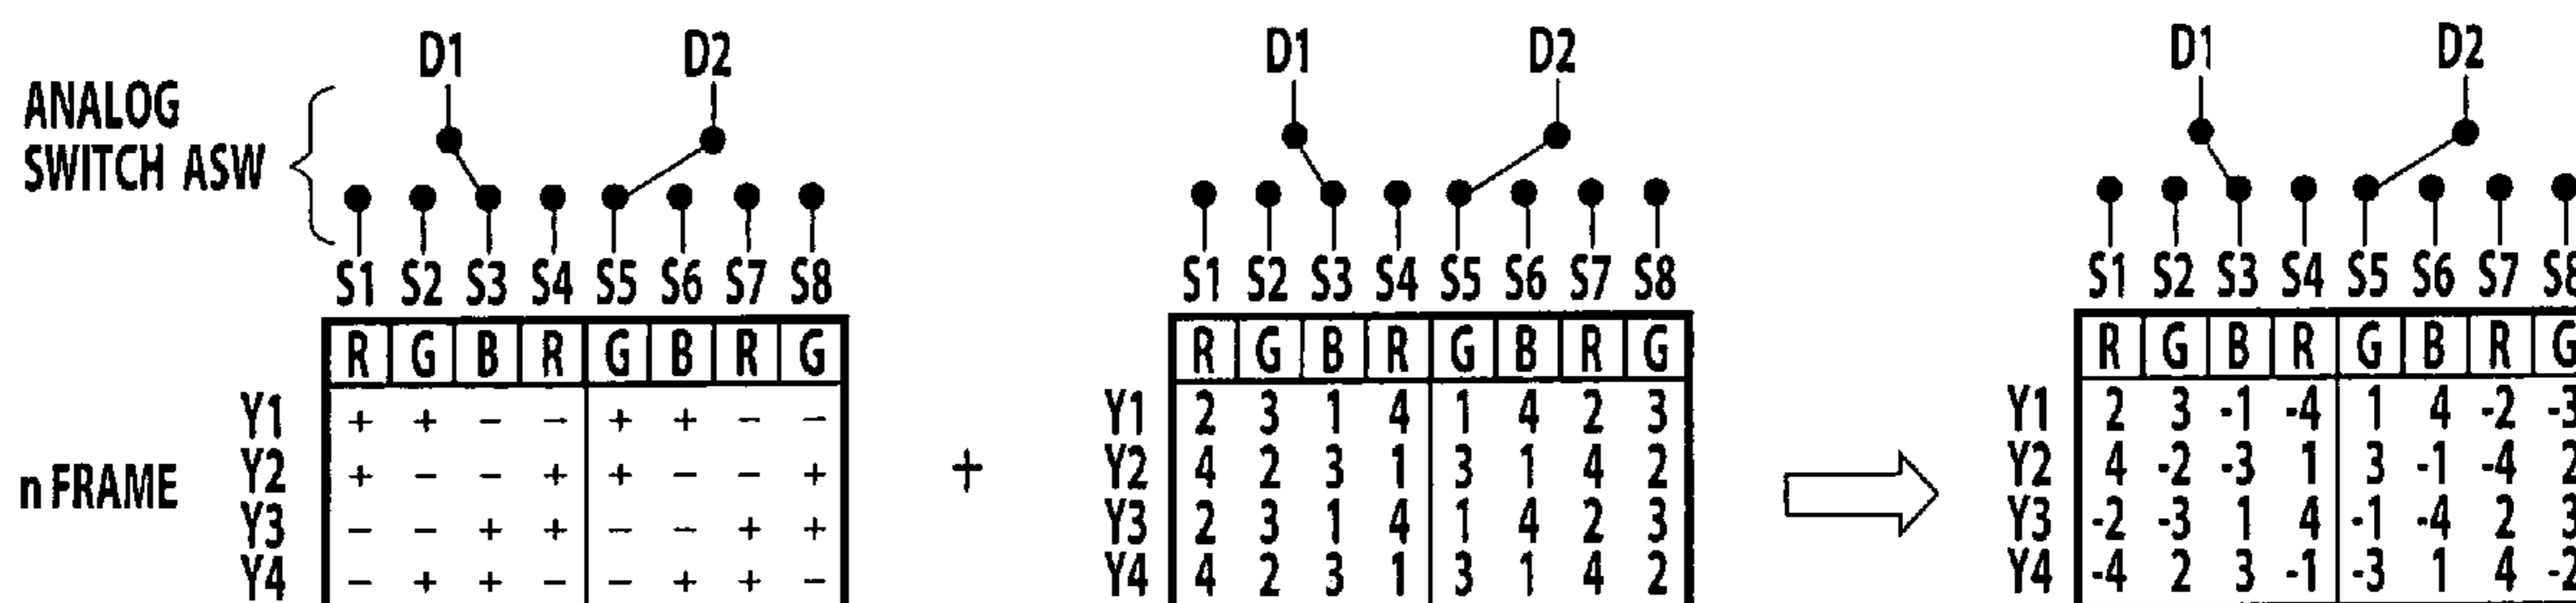 D1 D2 D1 D2 D1 D2
ANALOG
SWITCH ASW
S1 S2 S3 S4 S5 S6 S7 S8 S1 S2 S3 S4 S5 S6 S7 S8 S1 S2 S3 S4 S5 S6 S7 S8
R G B R G B R G R G B R G B R G R G B R G B R G
Y1 + + - - + + - - Y1 2 3 1 4 1 4 2 3 Y1 2 3 -1 -4 1 4 -2 -3
n FRAME Y2 + - - + + - - + + Y2 4 2 3 1 3 1 4 2 Y2 4 -2 -3 1 3 -1 -4 2
Y3 - - + + - - + + Y3 2 3 1 4 1 4 2 3 Y3 -2 -3 1 4 -1 -4 2 3
Y4 - + + - - + + - Y4 4 2 3 1 3 1 4 2 Y4 -4 2 3 -1 -3 1 4 -2